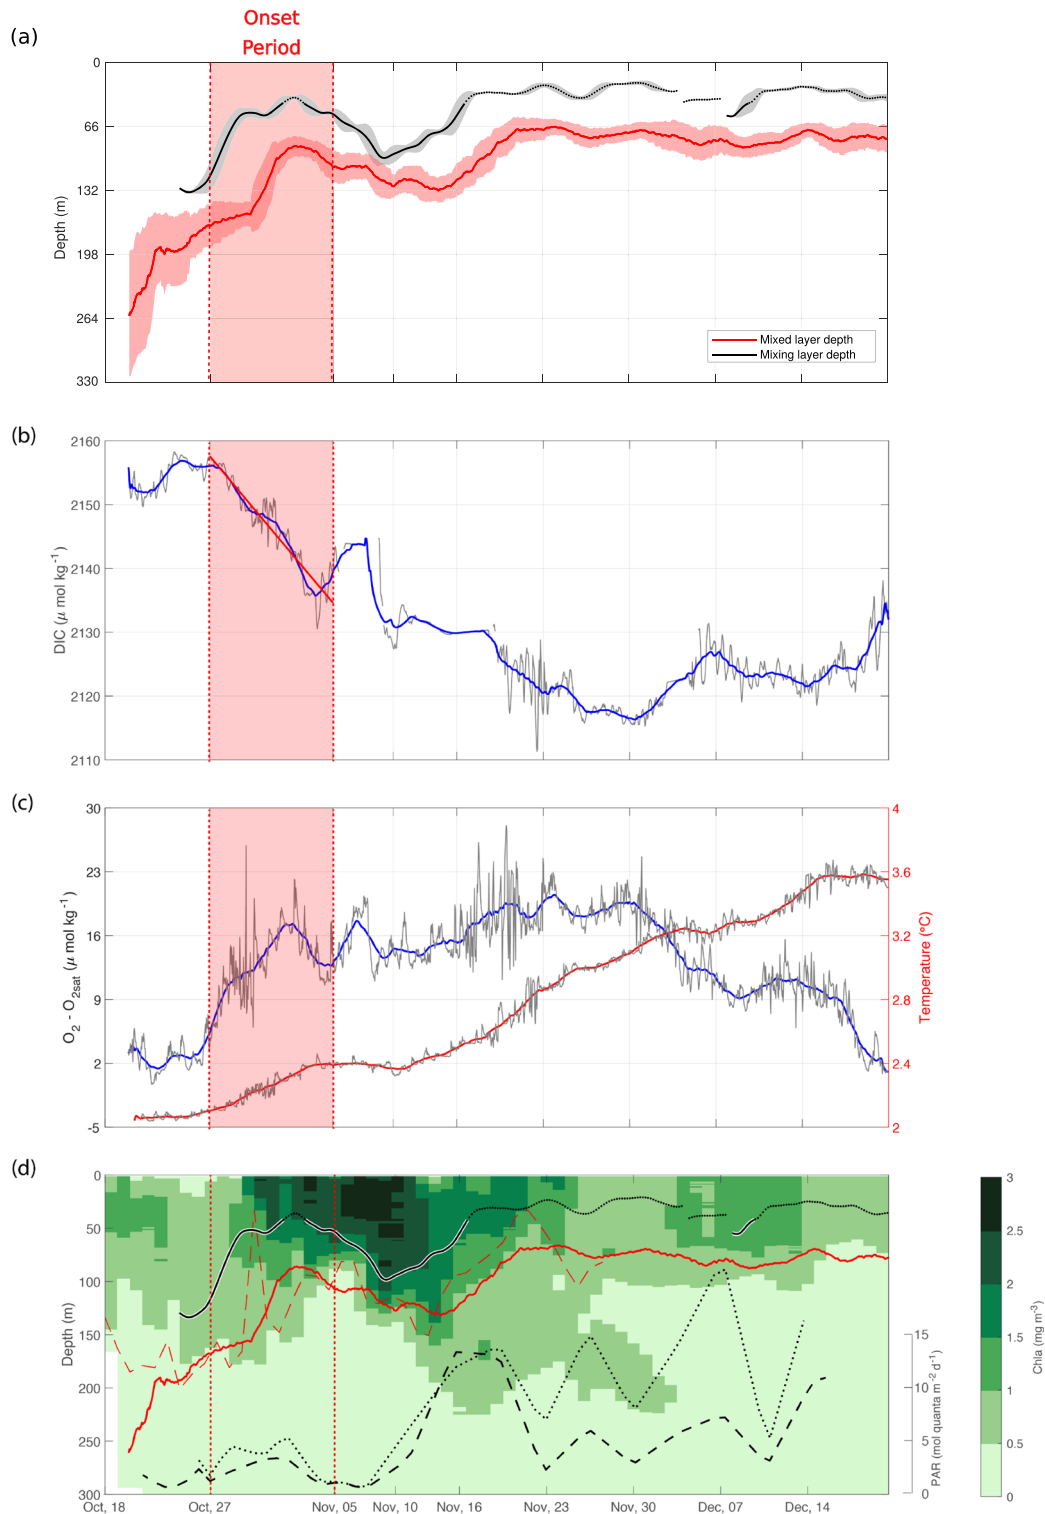 Onset
Period
(a)
0
66
132
198
264
330
Depth (m)
Mixed layer depth
Mixing layer depth
(b)
2160
2150
2140
2130
2120
2110
DIC (μ mol kg-1)
(c)
30
23
16
9
2
-5
O2 - O2sat (μ mol kg-1)
4
3.6
3.2
2.8
2.4
2
Temperature (°C)
(d)
0
50
100
150
200
250
300
Depth (m)
15
10
5
0
PAR (mol quanta m-2 d-1)
3
2.5
2
1.5
1
0.5
0
Chla (mg m-3)
Oct, 18
Oct, 27
Nov, 05
Nov, 10
Nov, 16
Nov, 23
Nov, 30
Dec, 07
Dec, 14